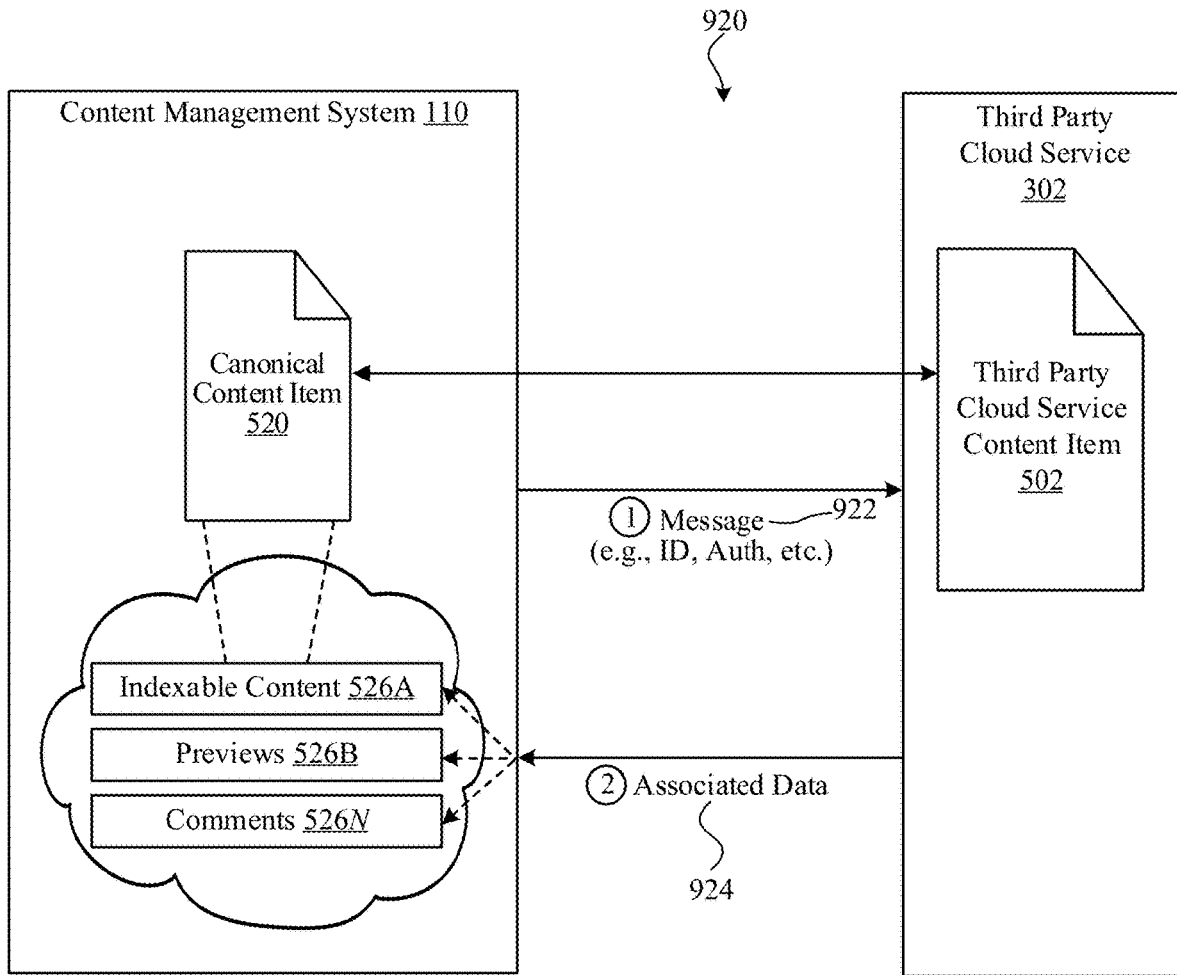 920
Content Management System 110
Third Party
Cloud Service
302
Canonical
Content Item
520
Third Party
Cloud Service
Content Item
502
1 Message 922
(e.g., ID, Auth, etc.)
Indexable Content 526A
Previews 526B
Comments 526N
2 Associated Data
924